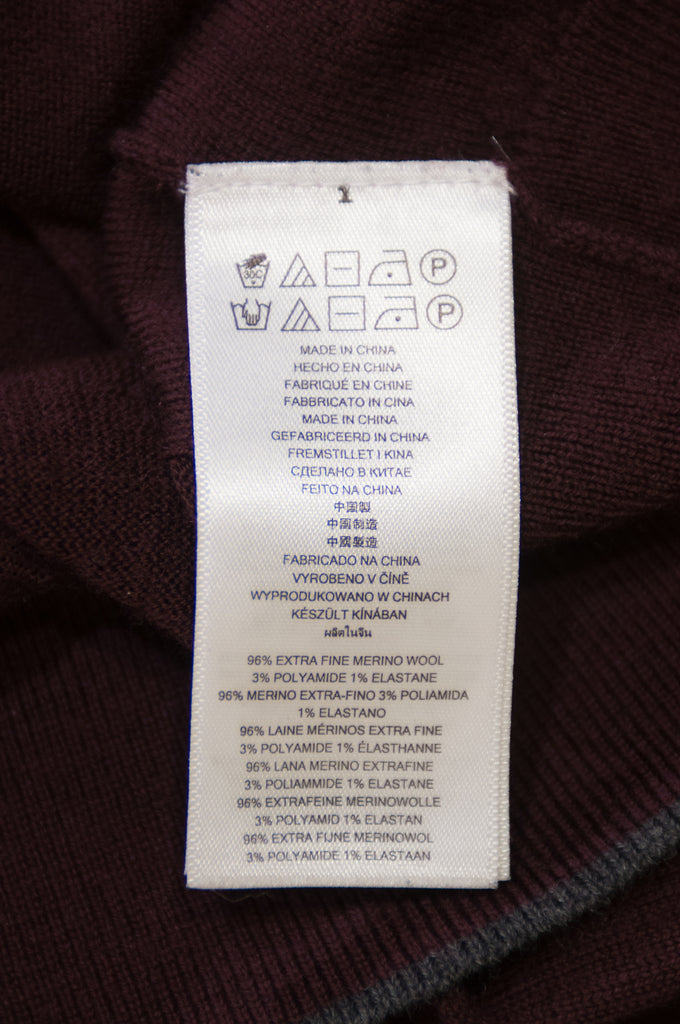 1
30C P
P
MADE IN CHINA
HECHO EN CHINA
FABRIQUÉ EN CHINE
FABBRICATO IN CINA
MADE IN CHINA
GEFABRICEERD IN CHINA
FREMSTILLET I KINA
СДЕЛАНО В КИТАЕ
FEITO NA CHINA
中国製
中国制造
中國製造
FABRICADO NA CHINA
VYROBENO V ČÍNĚ
WYPRODUKOWANO W CHINACH
KÉSZÜLT KÍNÁBAN
ผลิตในจีน
96% EXTRA FINE MERINO WOOL
3% POLYAMIDE 1% ELASTANE
96% MERINO EXTRA-FINO 3% POLIAMIDA
1% ELASTANO
96% LAINE MÉRINOS EXTRA FINE
3% POLYAMIDE 1% ÉLASTHANNE
96% LANA MERINO EXTRAFINE
3% POLIAMMIDE 1% ELASTANE
96% EXTRAFEINE MERINOWOLLE
3% POLYAMID 1% ELASTAN
96% EXTRA FIJNE MERINOWOL
3% POLYAMIDE 1% ELASTAAN